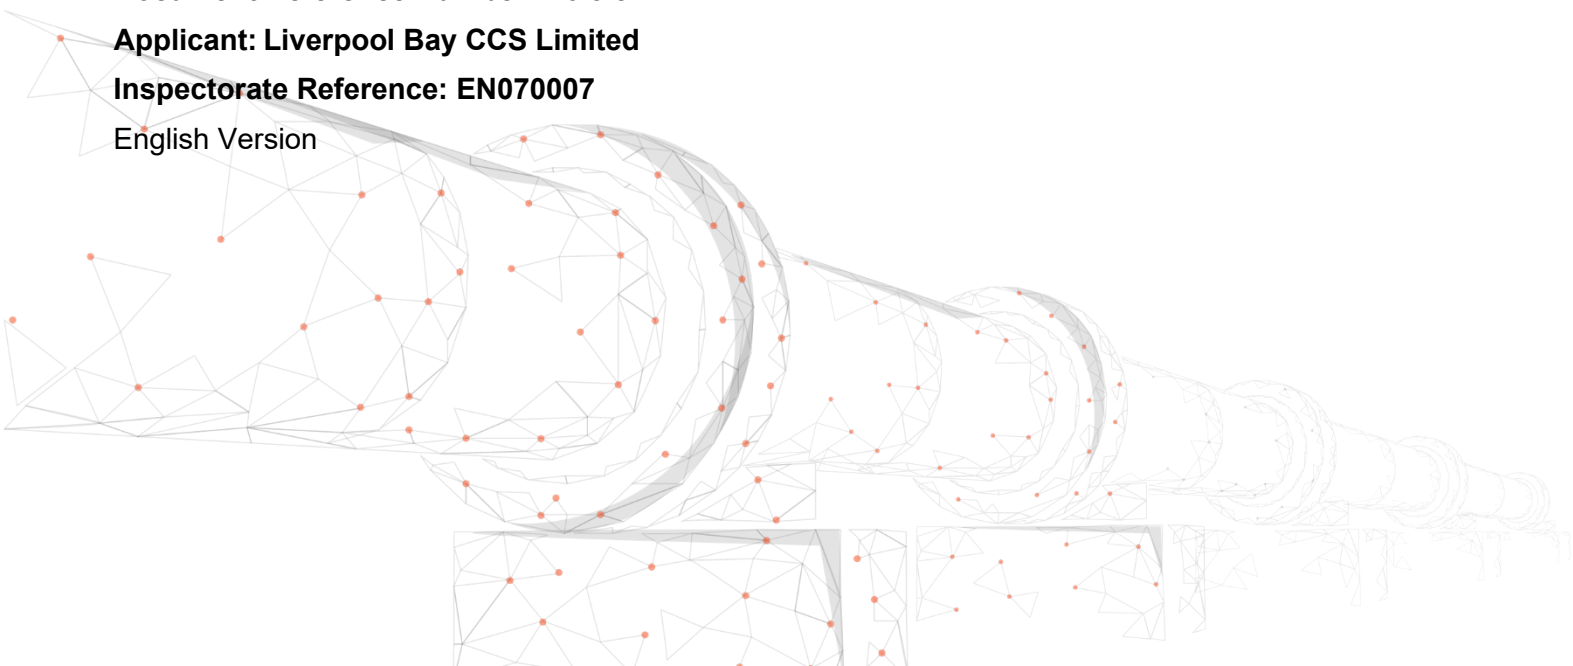 Applicant: Liverpool Bay CCS Limited
Inspectorate Reference: EN070007
English Version